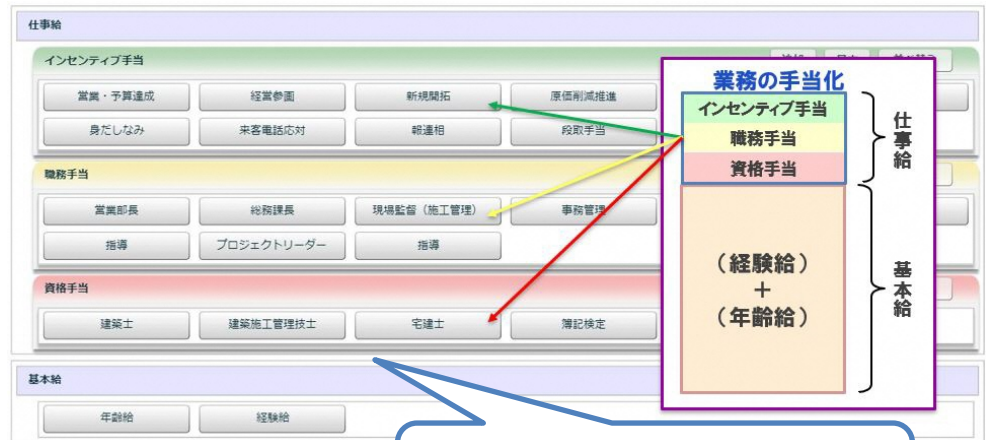 仕事給
インセンティブ手当
営業・予算達成
経営参画
新規開拓
原価削減推進
身だしなみ
来客電話応対
報連相
段取手当
職務手当
営業部長
総務課長
現場監督（施工管理）
事務管理
指導
プロジェクトリーダー
指導
資格手当
建築士
建築施工管理技士
宅建士
簿記検定
基本給
年齢給
経験給
業務の手当化
インセンティブ手当
職務手当
資格手当
仕事給
（経験給）
＋
（年齢給）
基本給